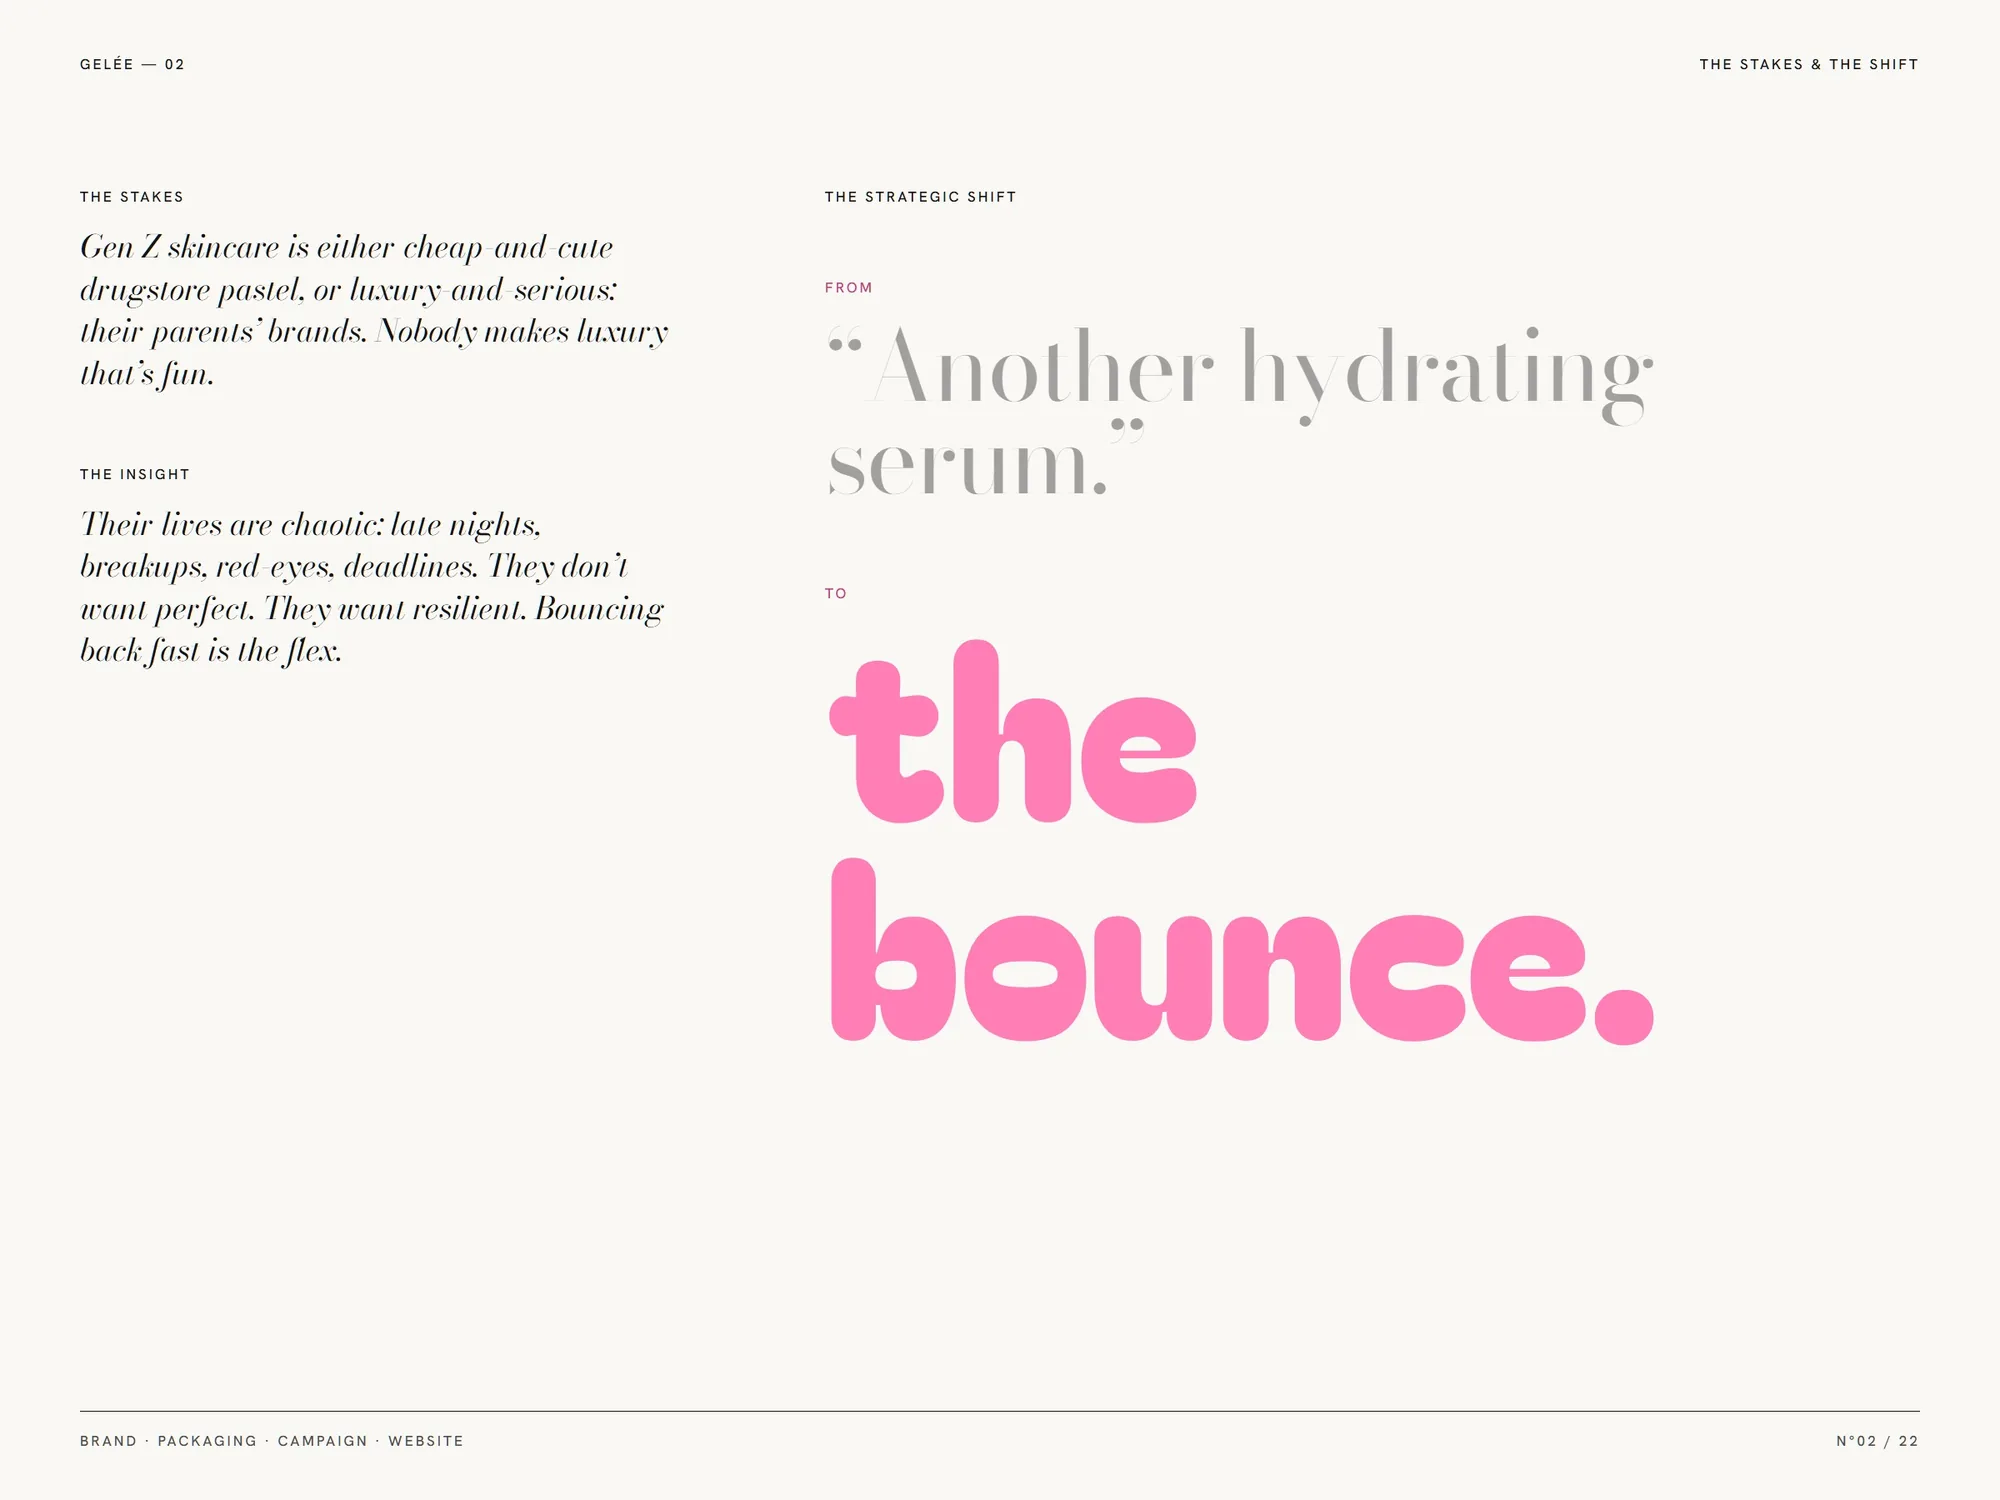 GELÉE — 02
THE STAKES & THE SHIFT
THE STAKES
Gen Z skincare is either cheap-and-cute
drugstore pastel, or luxury-and-serious:
their parents’ brands. Nobody makes luxury
that’s fun.
THE INSIGHT
Their lives are chaotic: late nights,
breakups, red-eyes, deadlines. They don’t
want perfect. They want resilient. Bouncing
back fast is the flex.
THE STRATEGIC SHIFT
FROM
“Another hydrating
serum.”
TO
the
bounce.
BRAND · PACKAGING · CAMPAIGN · WEBSITE
N°02 / 22